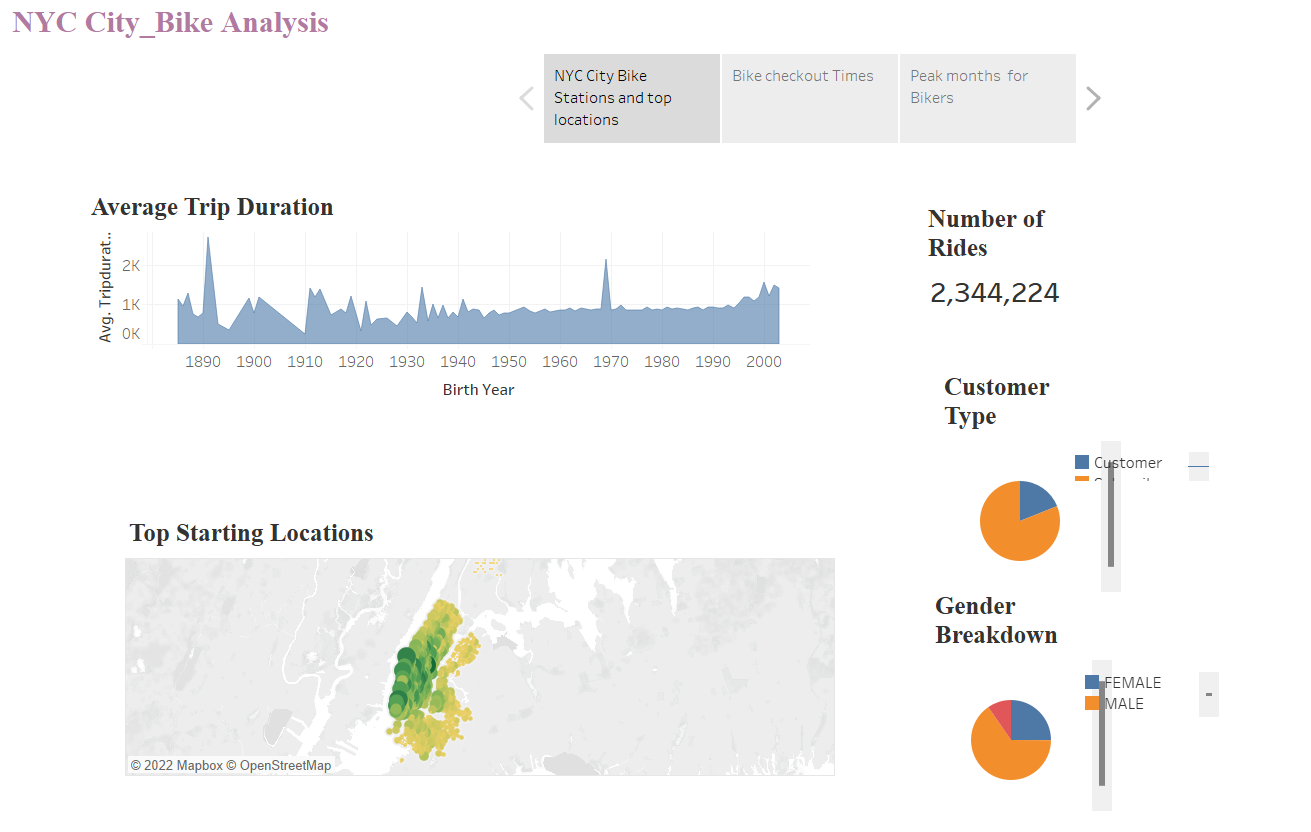 NYC City_Bike Analysis
NYC City Bike
Stations and top
locations
Bike checkout Times
Peak months for
Bikers
Average Trip Duration
Avg. Tripdurat..
2K
1K
0K
1890 1900 1910 1920 1930 1940 1950 1960 1970 1980 1990 2000
Birth Year
Number of
Rides
2,344,224
Customer
Type
Customer
Top Starting Locations
© 2022 Mapbox © OpenStreetMap
Gender
Breakdown
FEMALE
MALE